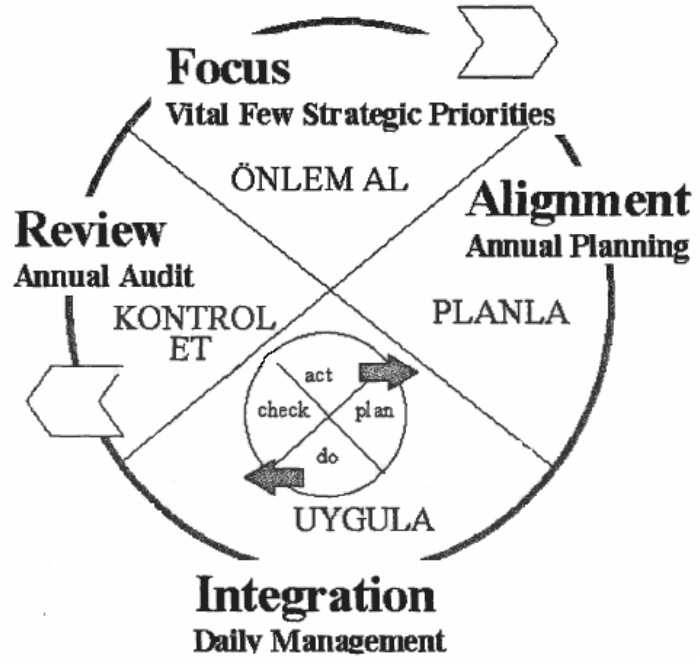 Focus
Vital Few Strategic Priorities
ÖNLEM AL
Alignment
Annual Planning
Review
Annual Audit
PLANLA
KONTROL
ET
act
check
plan
do
UYGULA
Integration
Daily Management